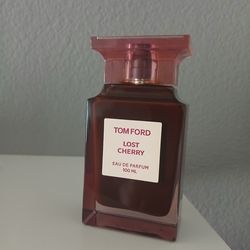 TOM FORD
LOST
CHERRY
EAU DE PARFUM
100 ML